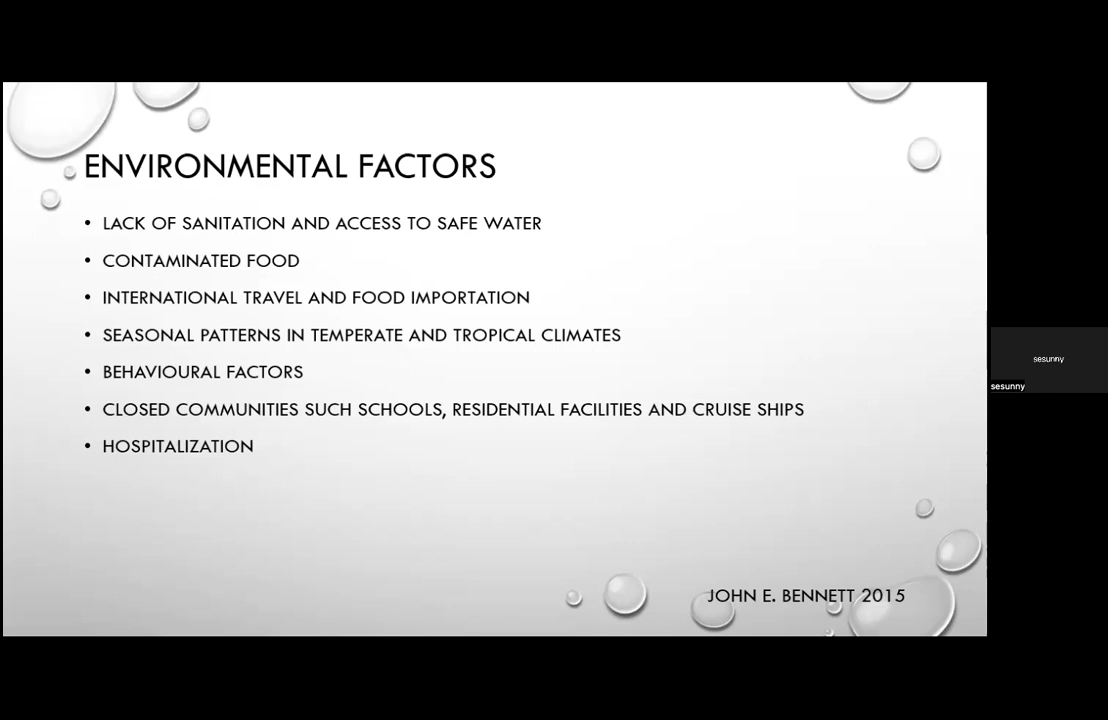 ENVIRONMENTAL FACTORS
• LACK OF SANITATION AND ACCESS TO SAFE WATER
• CONTAMINATED FOOD
• INTERNATIONAL TRAVEL AND FOOD IMPORTATION
• SEASONAL PATTERNS IN TEMPERATE AND TROPICAL CLIMATES
• BEHAVIOURAL FACTORS
• CLOSED COMMUNITIES SUCH SCHOOLS, RESIDENTIAL FACILITIES AND CRUISE SHIPS
• HOSPITALIZATION
JOHN E. BENNETT 2015
sesunny
sesunny